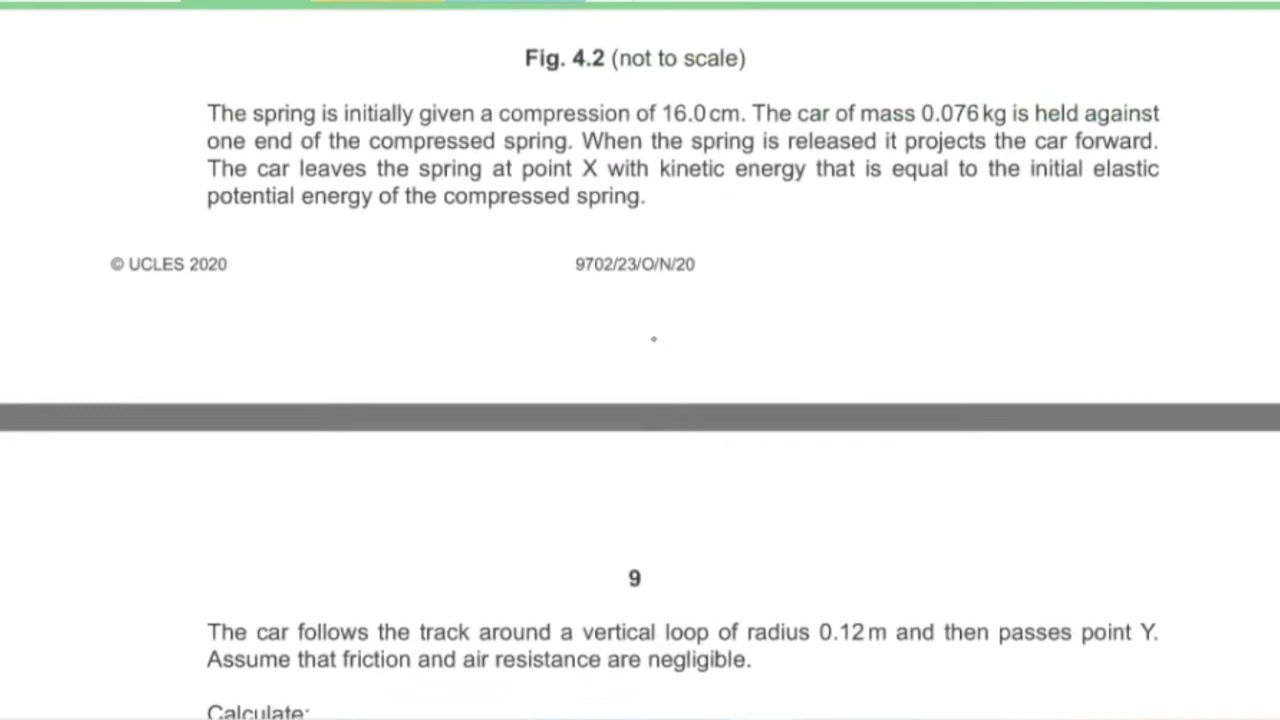 Fig. 4.2 (not to scale)
The spring is initially given a compression of 16.0 cm. The car of mass 0.076 kg is held against
one end of the compressed spring. When the spring is released it projects the car forward.
The car leaves the spring at point X with kinetic energy that is equal to the initial elastic
potential energy of the compressed spring.
© UCLES 2020
9702/23/O/N/20
9
The car follows the track around a vertical loop of radius 0.12 m and then passes point Y.
Assume that friction and air resistance are negligible.
Calculate: